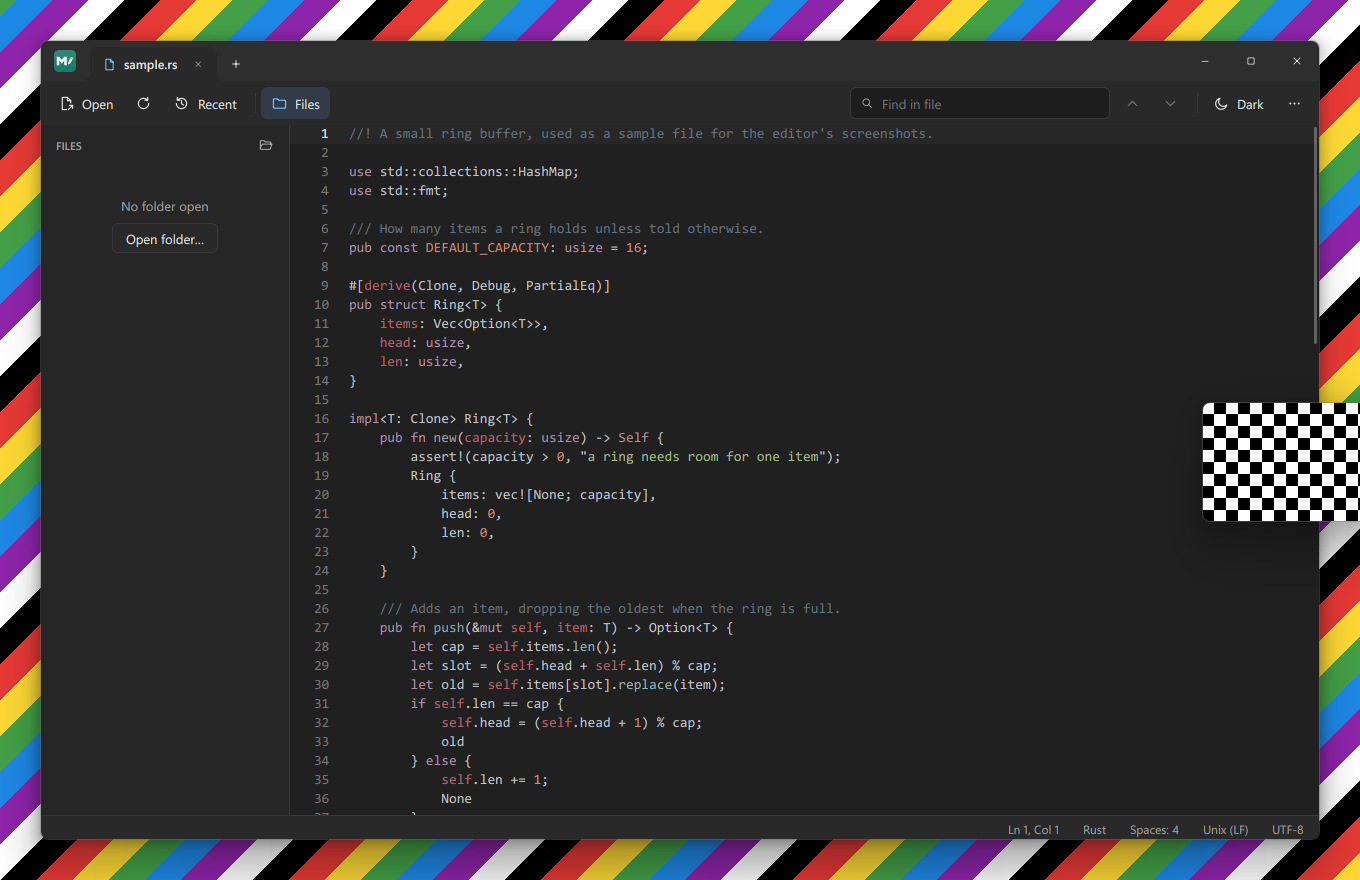 sample.rs
Open
Recent
Files
Find in file
Dark
FILES
No folder open
Open folder...
1 //! A small ring buffer, used as a sample file for the editor's screenshots.
2
3 use std::collections::HashMap;
4 use std::fmt;
5
6 /// How many items a ring holds unless told otherwise.
7 pub const DEFAULT_CAPACITY: usize = 16;
8
9 #[derive(Clone, Debug, PartialEq)]
10 pub struct Ring<T> {
11     items: Vec<Option<T>>,
12     head: usize,
13     len: usize,
14 }
15
16 impl<T: Clone> Ring<T> {
17     pub fn new(capacity: usize) -> Self {
18         assert!(capacity > 0, "a ring needs room for one item");
19         Ring {
20             items: vec![None; capacity],
21             head: 0,
22             len: 0,
23         }
24     }
25
26     /// Adds an item, dropping the oldest when the ring is full.
27     pub fn push(&mut self, item: T) -> Option<T> {
28         let cap = self.items.len();
29         let slot = (self.head + self.len) % cap;
30         let old = self.items[slot].replace(item);
31         if self.len == cap {
32             self.head = (self.head + 1) % cap;
33             old
34         } else {
35             self.len += 1;
36             None
Ln 1, Col 1
Rust
Spaces: 4
Unix (LF)
UTF-8